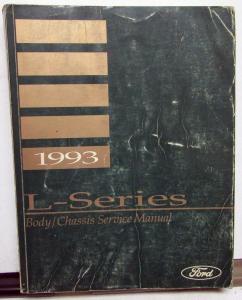 1993
L-Series
Body/Chassis Service Manual
Ford